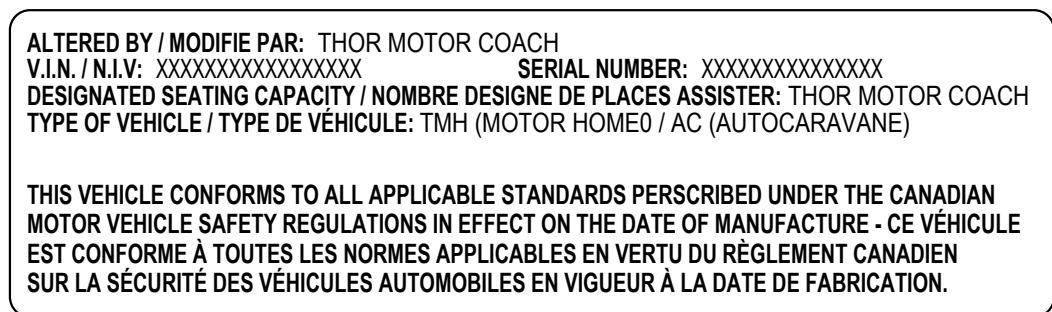 ALTERED BY / MODIFIE PAR: THOR MOTOR COACH
V.I.N. / N.I.V: XXXXXXXXXXXXXXXXX SERIAL NUMBER: XXXXXXXXXXXXXXX
DESIGNATED SEATING CAPACITY / NOMBRE DESIGNE DE PLACES ASSISTER: THOR MOTOR COACH
TYPE OF VEHICLE / TYPE DE VÉHICULE: TMH (MOTOR HOME0 / AC (AUTOCARAVANE)
THIS VEHICLE CONFORMS TO ALL APPLICABLE STANDARDS PERSCRIBED UNDER THE CANADIAN
MOTOR VEHICLE SAFETY REGULATIONS IN EFFECT ON THE DATE OF MANUFACTURE - CE VÉHICULE
EST CONFORME À TOUTES LES NORMES APPLICABLES EN VERTU DU RÈGLEMENT CANADIEN
SUR LA SÉCURITÉ DES VÉHICULES AUTOMOBILES EN VIGUEUR À LA DATE DE FABRICATION.